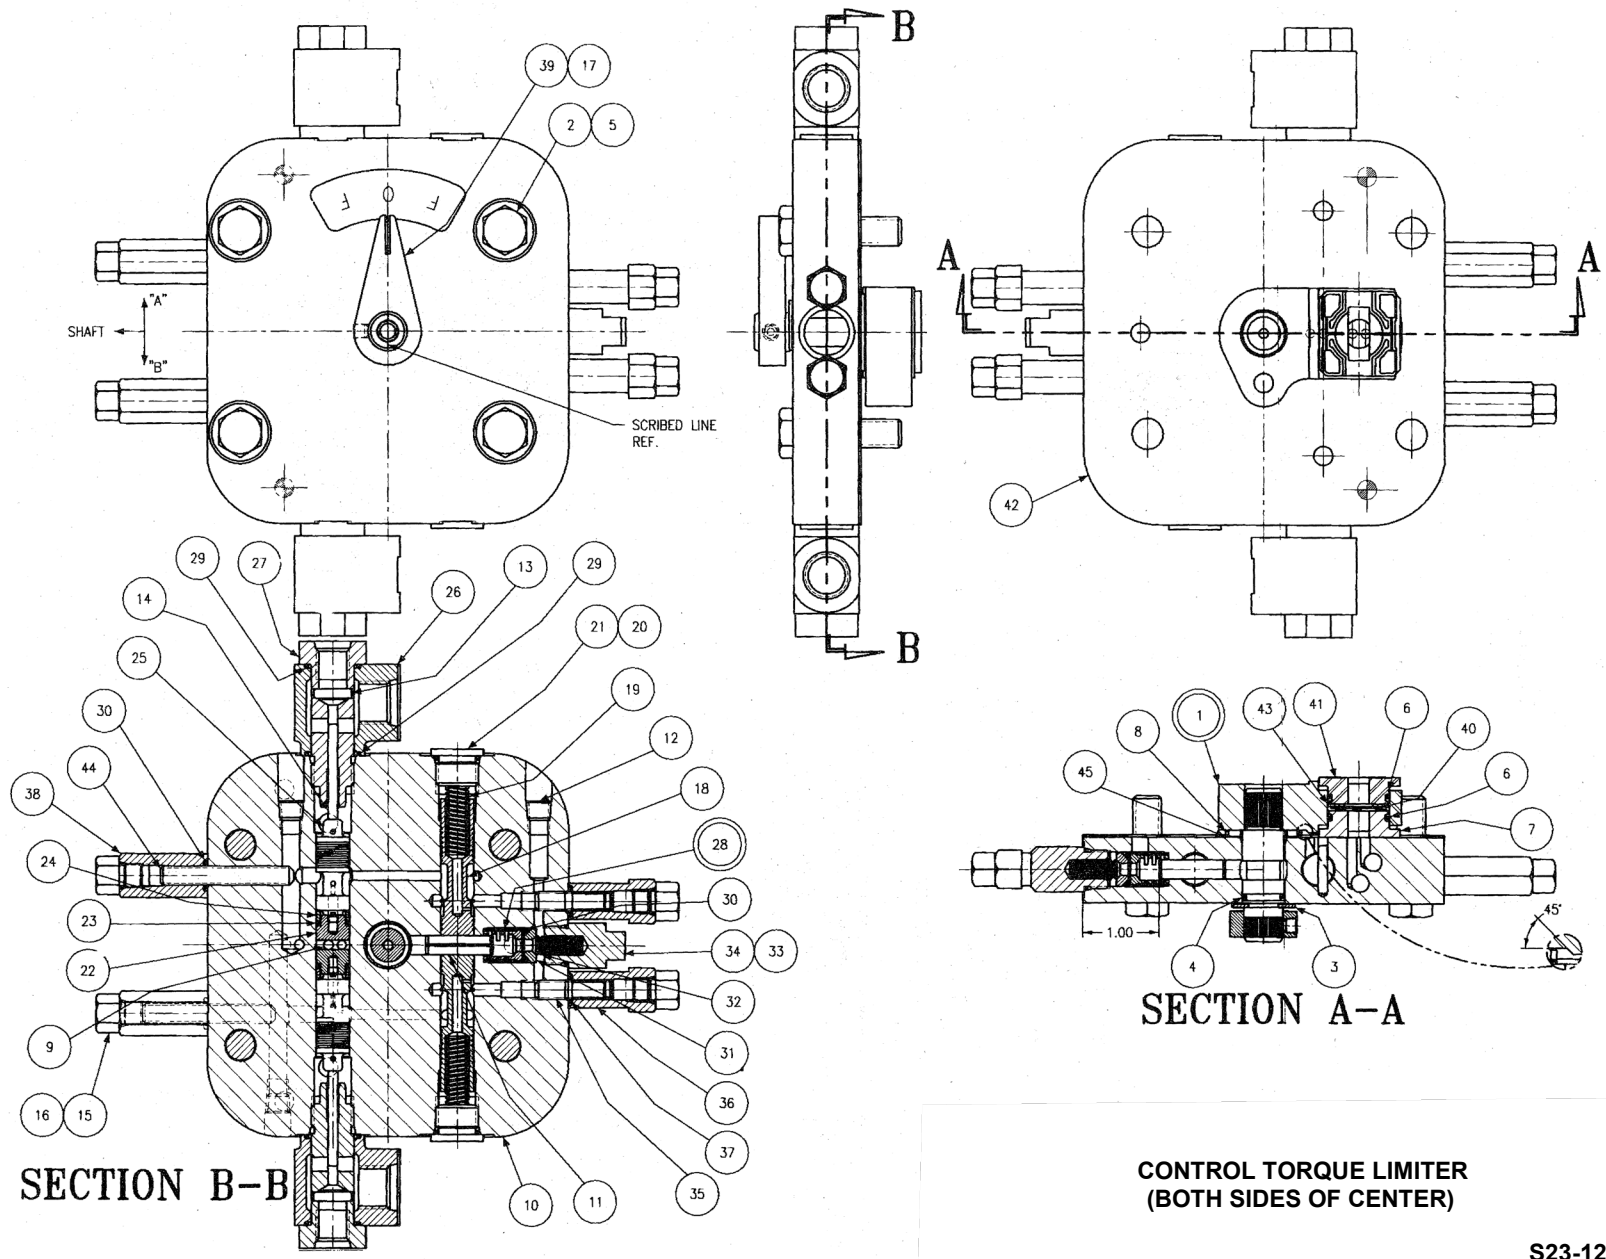 B
39 17
2 5
F 0 F
"A"
SHAFT
"B"
SCRIBED LINE
REF.
A A
42
B
29 27 13 29
14 26
25 21 20
30 19
44 12
38 18
24 28
23 30
22 34 33
9 32
31
16 15 36
37
35
10 11
SECTION B-B
1 43 41 6
8 40
45 6
7
1.00
45°
4 3
SECTION A-A
CONTROL TORQUE LIMITER
(BOTH SIDES OF CENTER)
S23-12